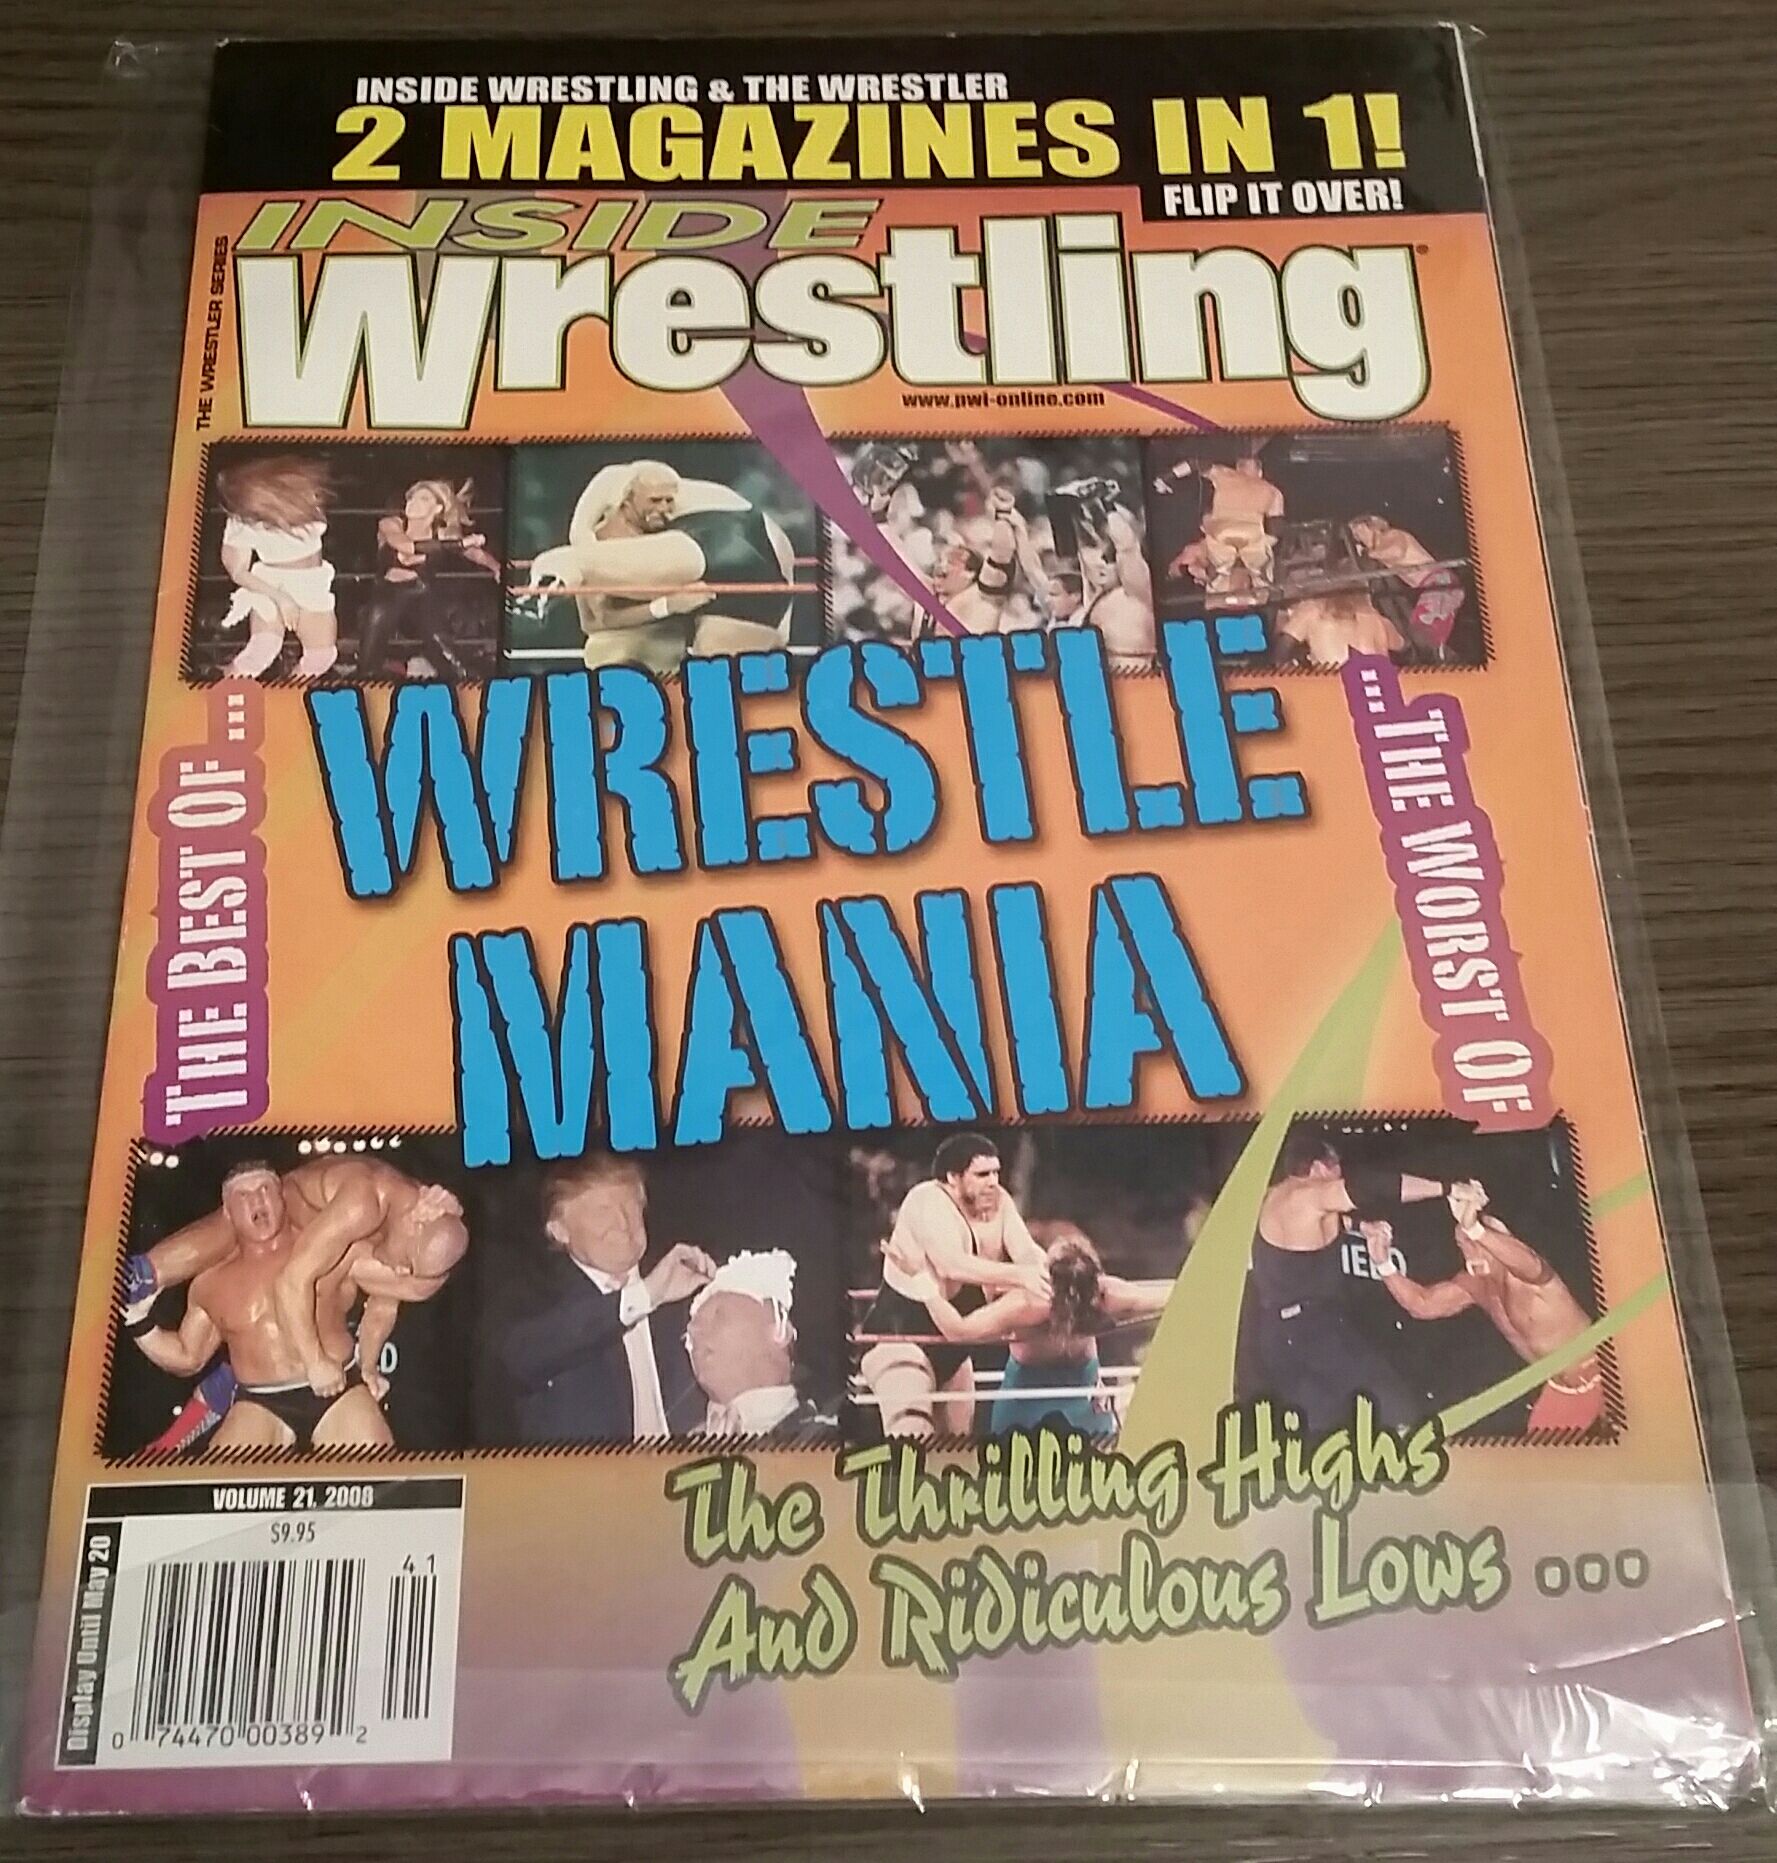 INSIDE WRESTLING & THE WRESTLER
2 MAGAZINES IN 1!
FLIP IT OVER!
THE WRESTLER SERIES
INSIDE
wrestling®
www.pwi-online.com
THE BEST OF...
...THE WORST OF
WRESTLE
MANIA
The Thrilling Highs
And Ridiculous Lows ...
VOLUME 21, 2008
$9.95
Display Until May 20
41
0 74470 00389 2